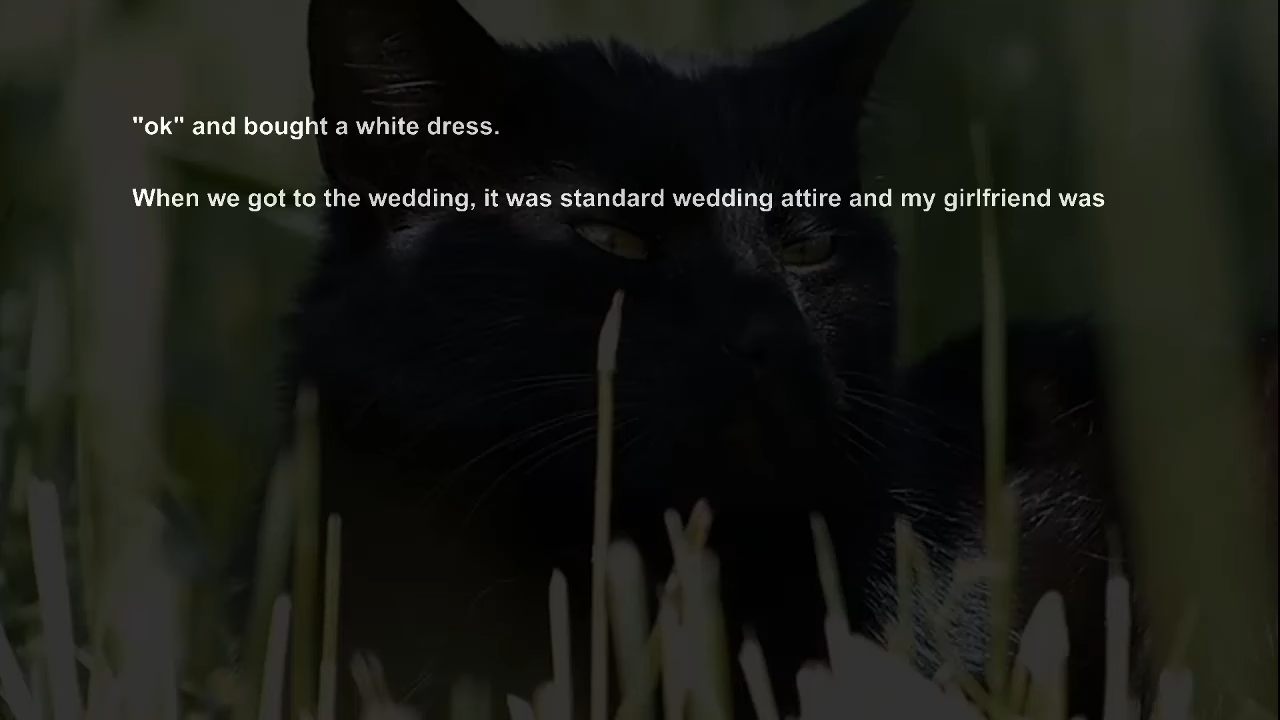 "ok" and bought a white dress.
When we got to the wedding, it was standard wedding attire and my girlfriend was